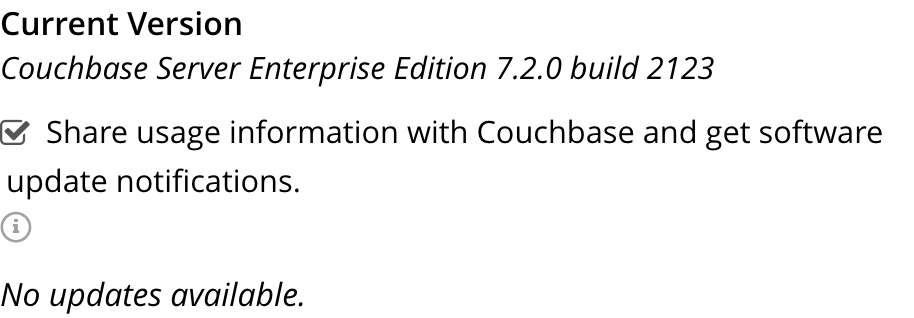 Current Version
Couchbase Server Enterprise Edition 7.2.0 build 2123
Share usage information with Couchbase and get software
update notifications.
No updates available.